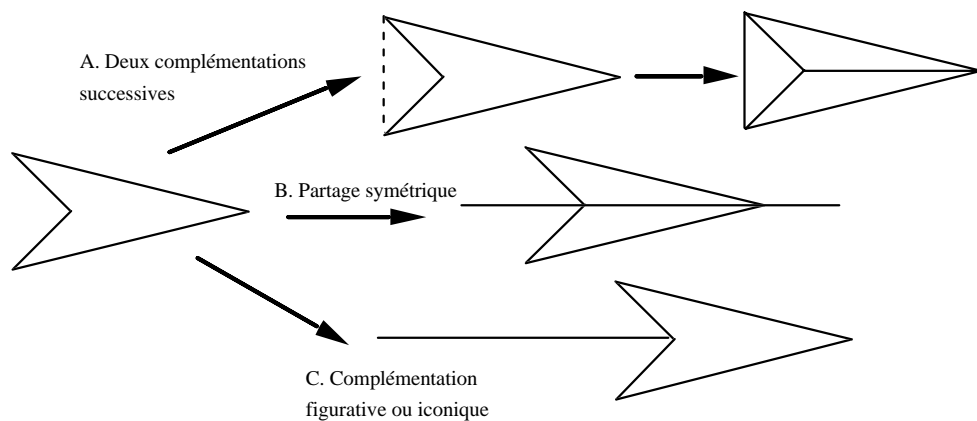 A. Deux complémentations
successives
B. Partage symétrique
C. Complémentation
figurative ou iconique